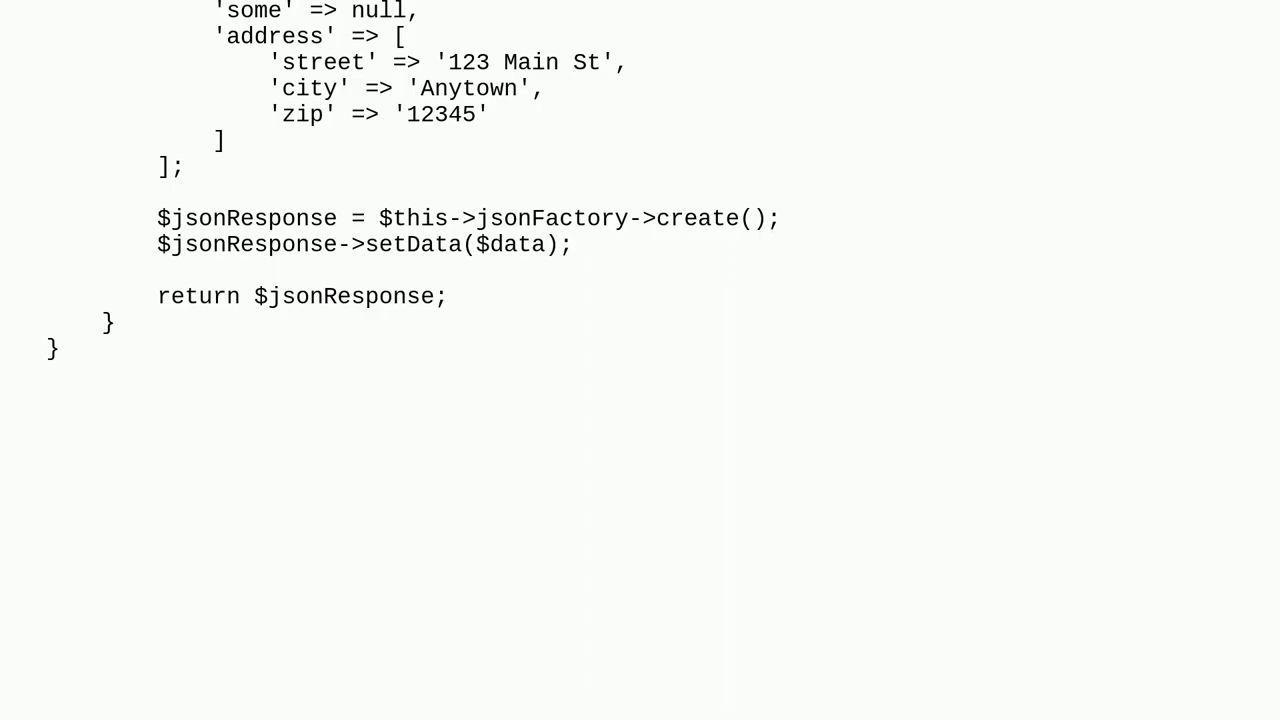 'some' => null,
            'address' => [
                'street' => '123 Main St',
                'city' => 'Anytown',
                'zip' => '12345'
            ]
        ];

        $jsonResponse = $this->jsonFactory->create();
        $jsonResponse->setData($data);

        return $jsonResponse;
    }
}